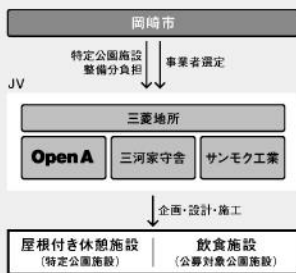 岡崎市
特定公園施設
整備分負担
事業者選定
JV
三菱地所
Open A
三河家守舎
サンモク工業
企画・設計・施工
屋根付き休憩施設
(特定公園施設)
飲食施設
(公募対象公園施設)